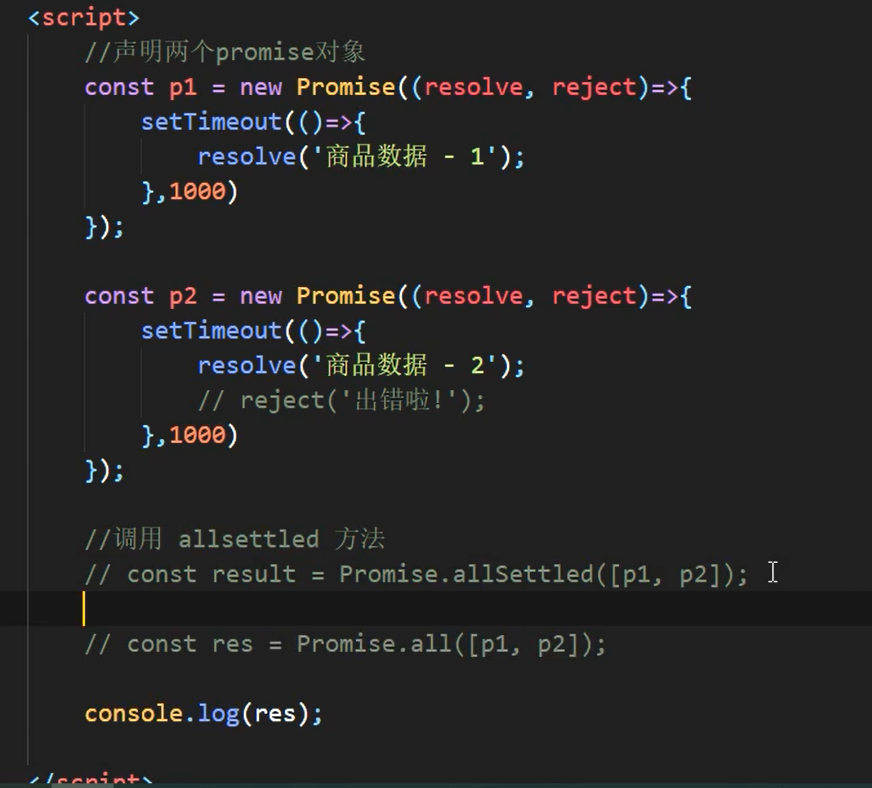 <script>
//声明两个promise对象
const p1 = new Promise((resolve, reject)=>{
setTimeout(()=>{
resolve('商品数据 - 1');
},1000)
});
const p2 = new Promise((resolve, reject)=>{
setTimeout(()=>{
resolve('商品数据 - 2');
// reject('出错啦!');
},1000)
});
//调用 allsettled 方法
// const result = Promise.allSettled([p1, p2]);
// const res = Promise.all([p1, p2]);
console.log(res);
</script>